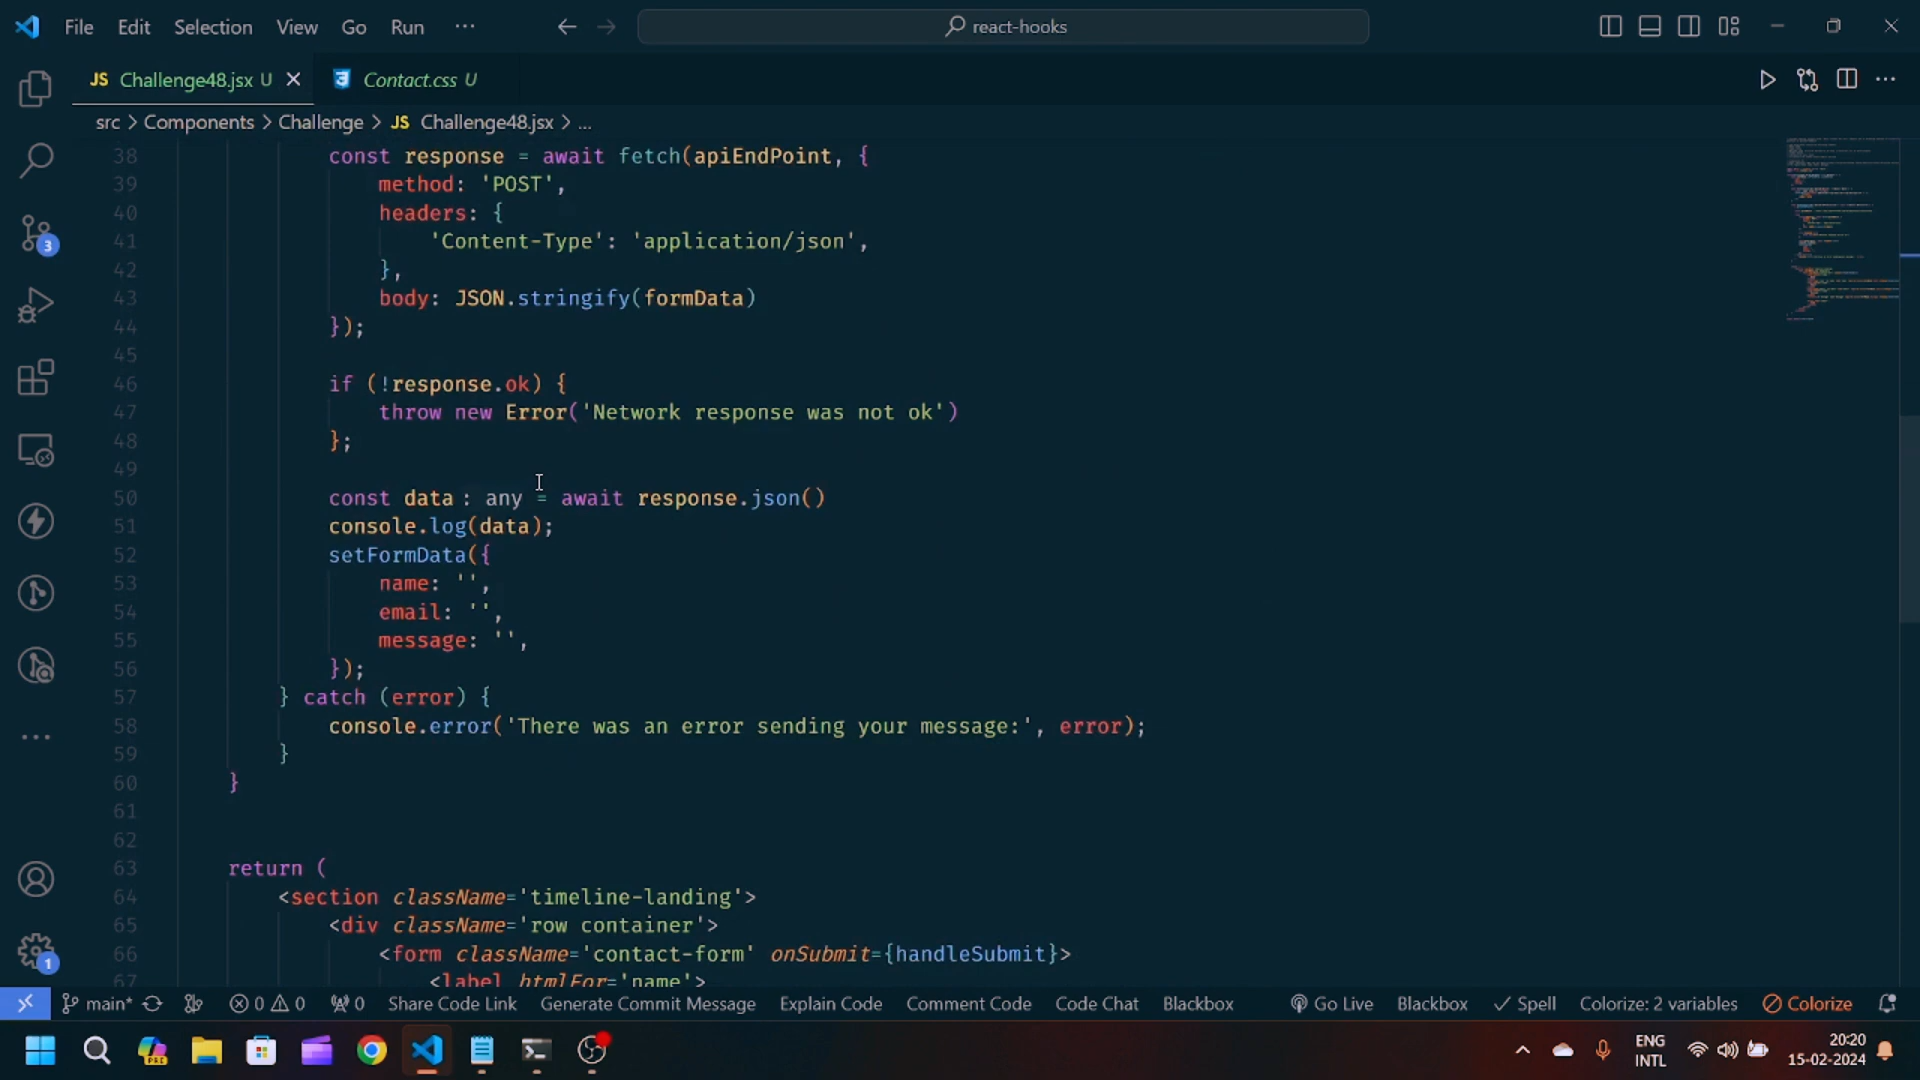 File Edit Selection View Go Run ··· react-hooks
JS Challenge48.jsx U Contact.css U
src > Components > Challenge > JS Challenge48.jsx > ...
38 const response = await fetch(apiEndPoint, {
39 method: 'POST',
40 headers: {
41 'Content-Type': 'application/json',
42 },
43 body: JSON.stringify(formData)
44 });
45
46 if (!response.ok) {
47 throw new Error('Network response was not ok')
48 };
49
50 const data: any = await response.json()
51 console.log(data);
52 setFormData({
53 name: '',
54 email: '',
55 message: '',
56 });
57 } catch (error) {
58 console.error('There was an error sending your message:', error);
59 }
60 }
61
62
63 return (
64 <section className='timeline-landing'>
65 <div className='row container'>
66 <form className='contact-form' onSubmit={handleSubmit}>
67 <label htmlFor='name'>
3
1
main* 0 0 0 Share Code Link Generate Commit Message Explain Code Comment Code Code Chat Blackbox Go Live Blackbox Spell Colorize: 2 variables Colorize
PRE
ENG
INTL
20:20
15-02-2024